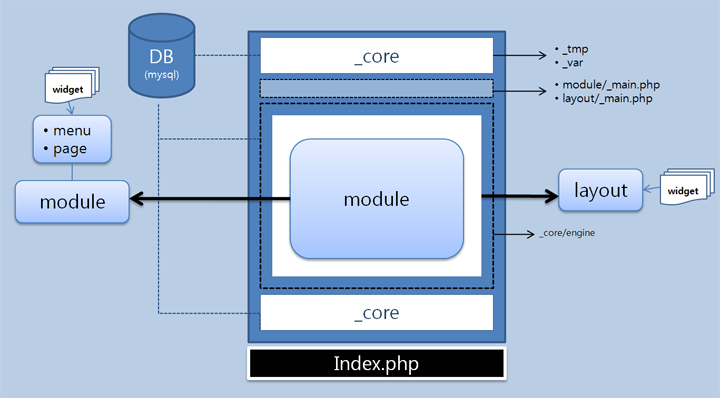 DB
(mysql)
_core
• _tmp
• _var
• module/_main.php
• layout/_main.php
widget
• menu
• page
module
module
layout
widget
_core/engine
_core
Index.php